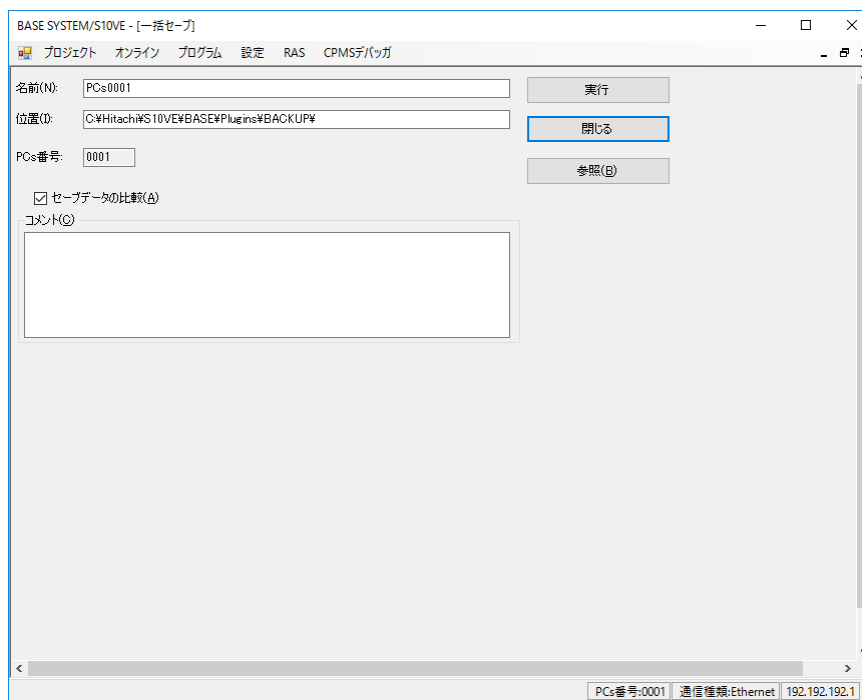 BASE SYSTEM/S10VE - [一括セーブ]
プロジェクト オンライン プログラム 設定 RAS CPMSデバッガ
名前(N): PCs0001 実行
位置(I): C:¥Hitachi¥S10VE¥BASE¥Plugins¥BACKUP¥ 閉じる
PCs番号: 0001 参照(B)
セーブデータの比較(A)
コメント(C)
PCs番号:0001 通信種類:Ethernet 192.192.192.1